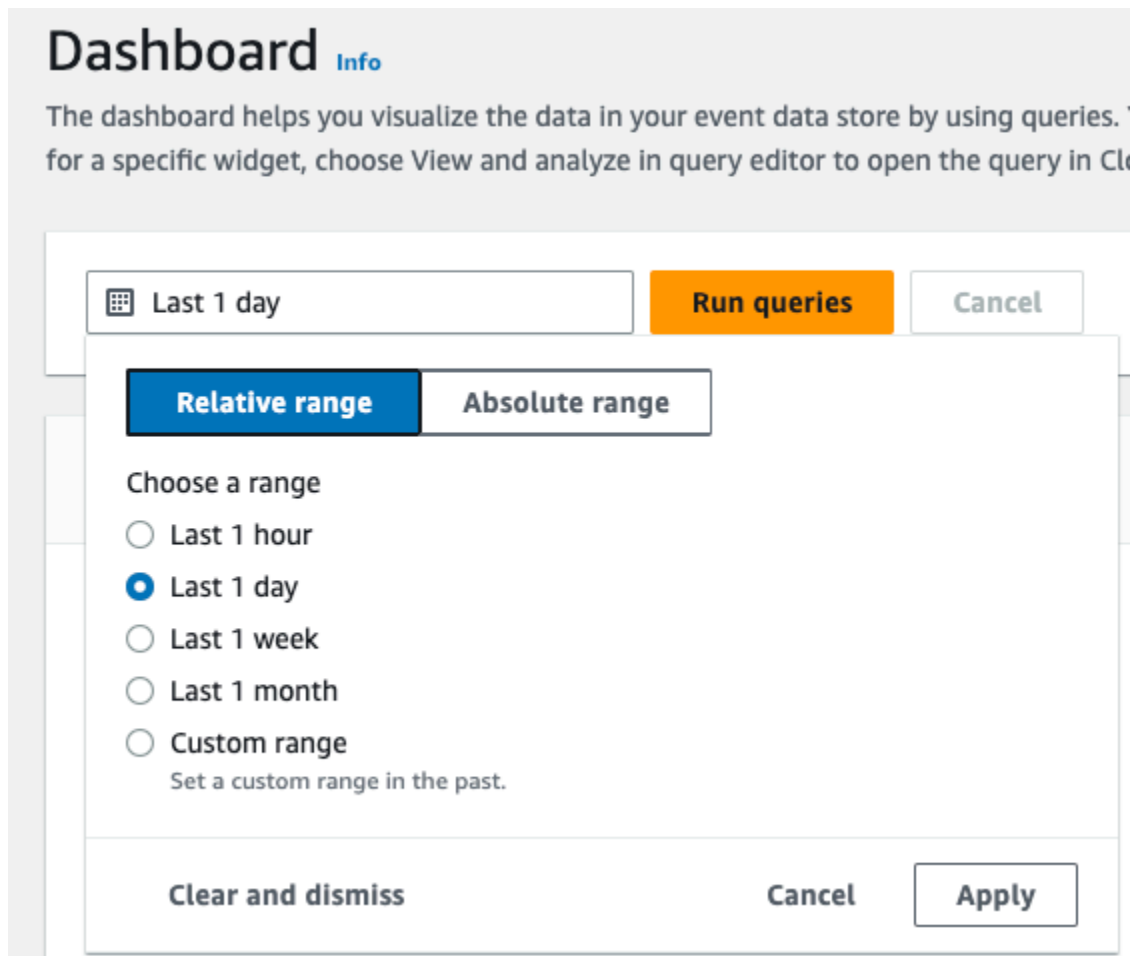 Dashboard Info
The dashboard helps you visualize the data in your event data store by using queries.
for a specific widget, choose View and analyze in query editor to open the query in
Last 1 day
Run queries
Cancel
Relative range
Absolute range
Choose a range
Last 1 hour
Last 1 day
Last 1 week
Last 1 month
Custom range
Set a custom range in the past.
Clear and dismiss
Cancel
Apply